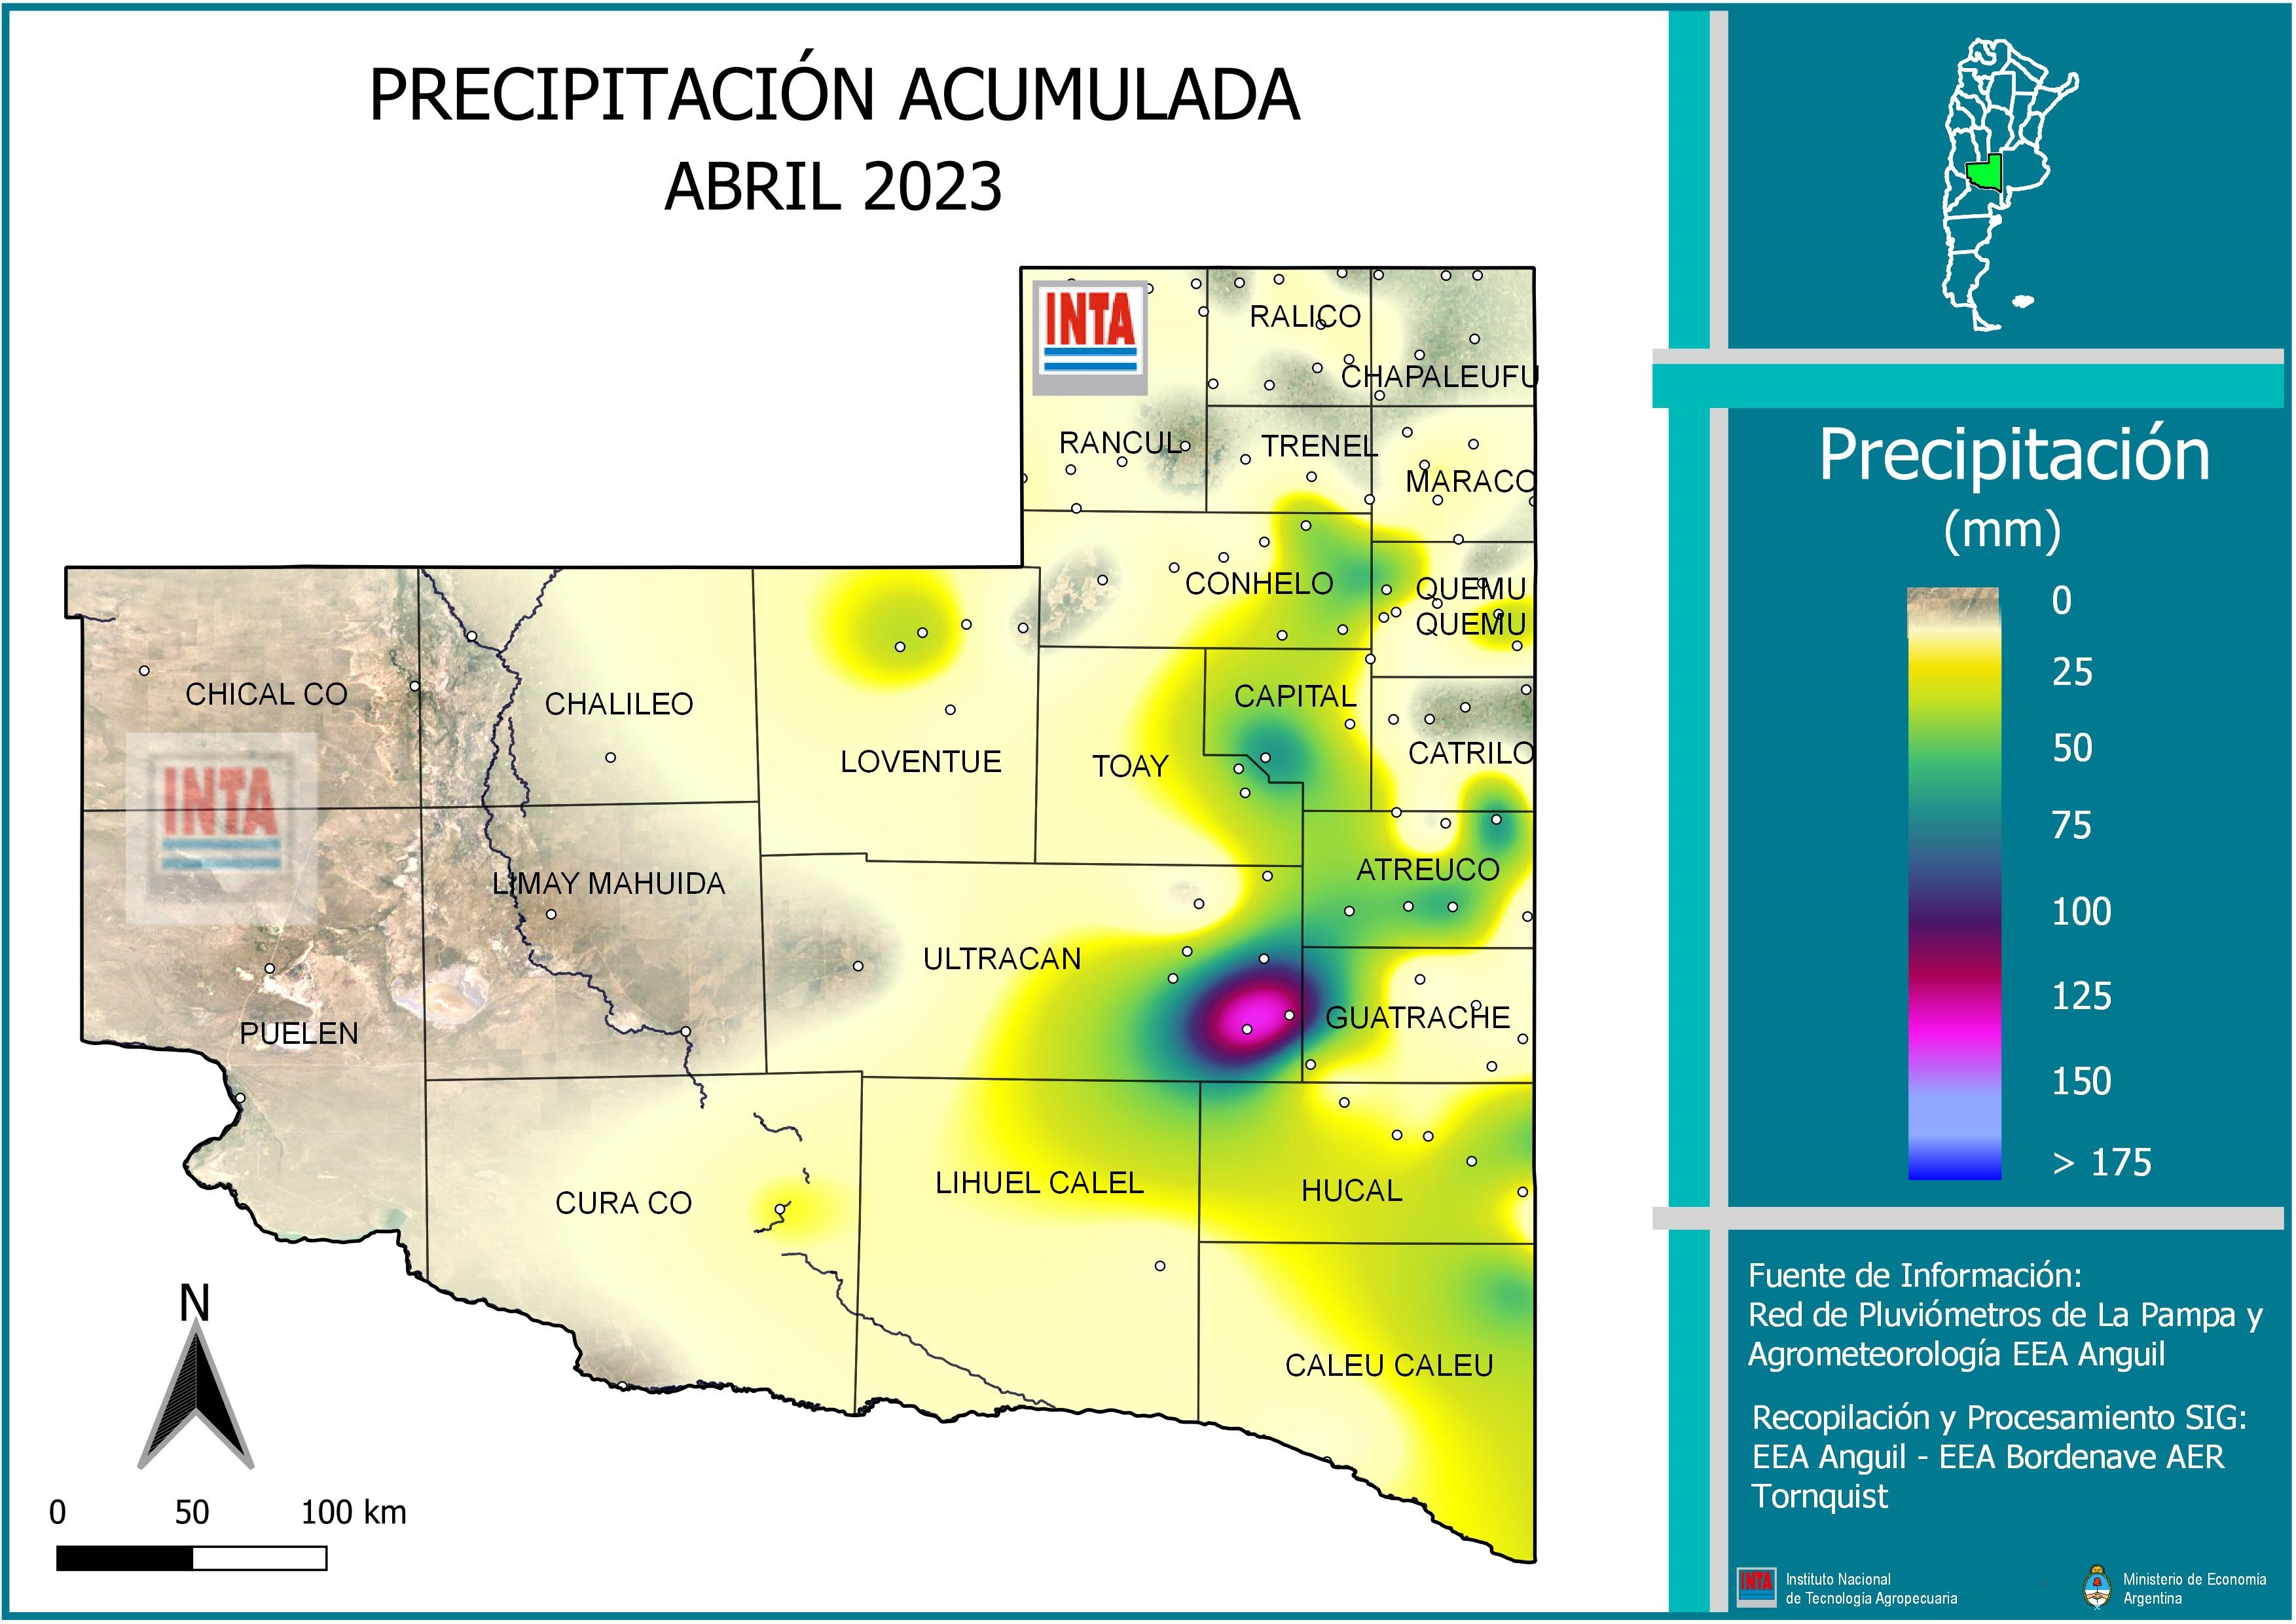 PRECIPITACIÓN ACUMULADA
ABRIL 2023
INTA
RALICO
CHAPALEUFU
RANCUL
TRENEL
MARACO
CONHELO
QUEMU
QUEMU
CHICAL CO
CHALILEO
LOVENTUE
TOAY
CAPITAL
CATRILO
INTA
LIMAY MAHUIDA
ATREUCO
ULTRACAN
PUELEN
GUATRACHE
CURA CO
LIHUEL CALEL
HUCAL
CALEU CALEU
N
0 50 100 km
Precipitación
(mm)
0
25
50
75
100
125
150
> 175
Fuente de Información:
Red de Pluviómetros de La Pampa y
Agrometeorología EEA Anguil
Recopilación y Procesamiento SIG:
EEA Anguil - EEA Bordenave AER
Tornquist
INTA
Instituto Nacional
de Tecnología Agropecuaria
Ministerio de Economia
Argentina